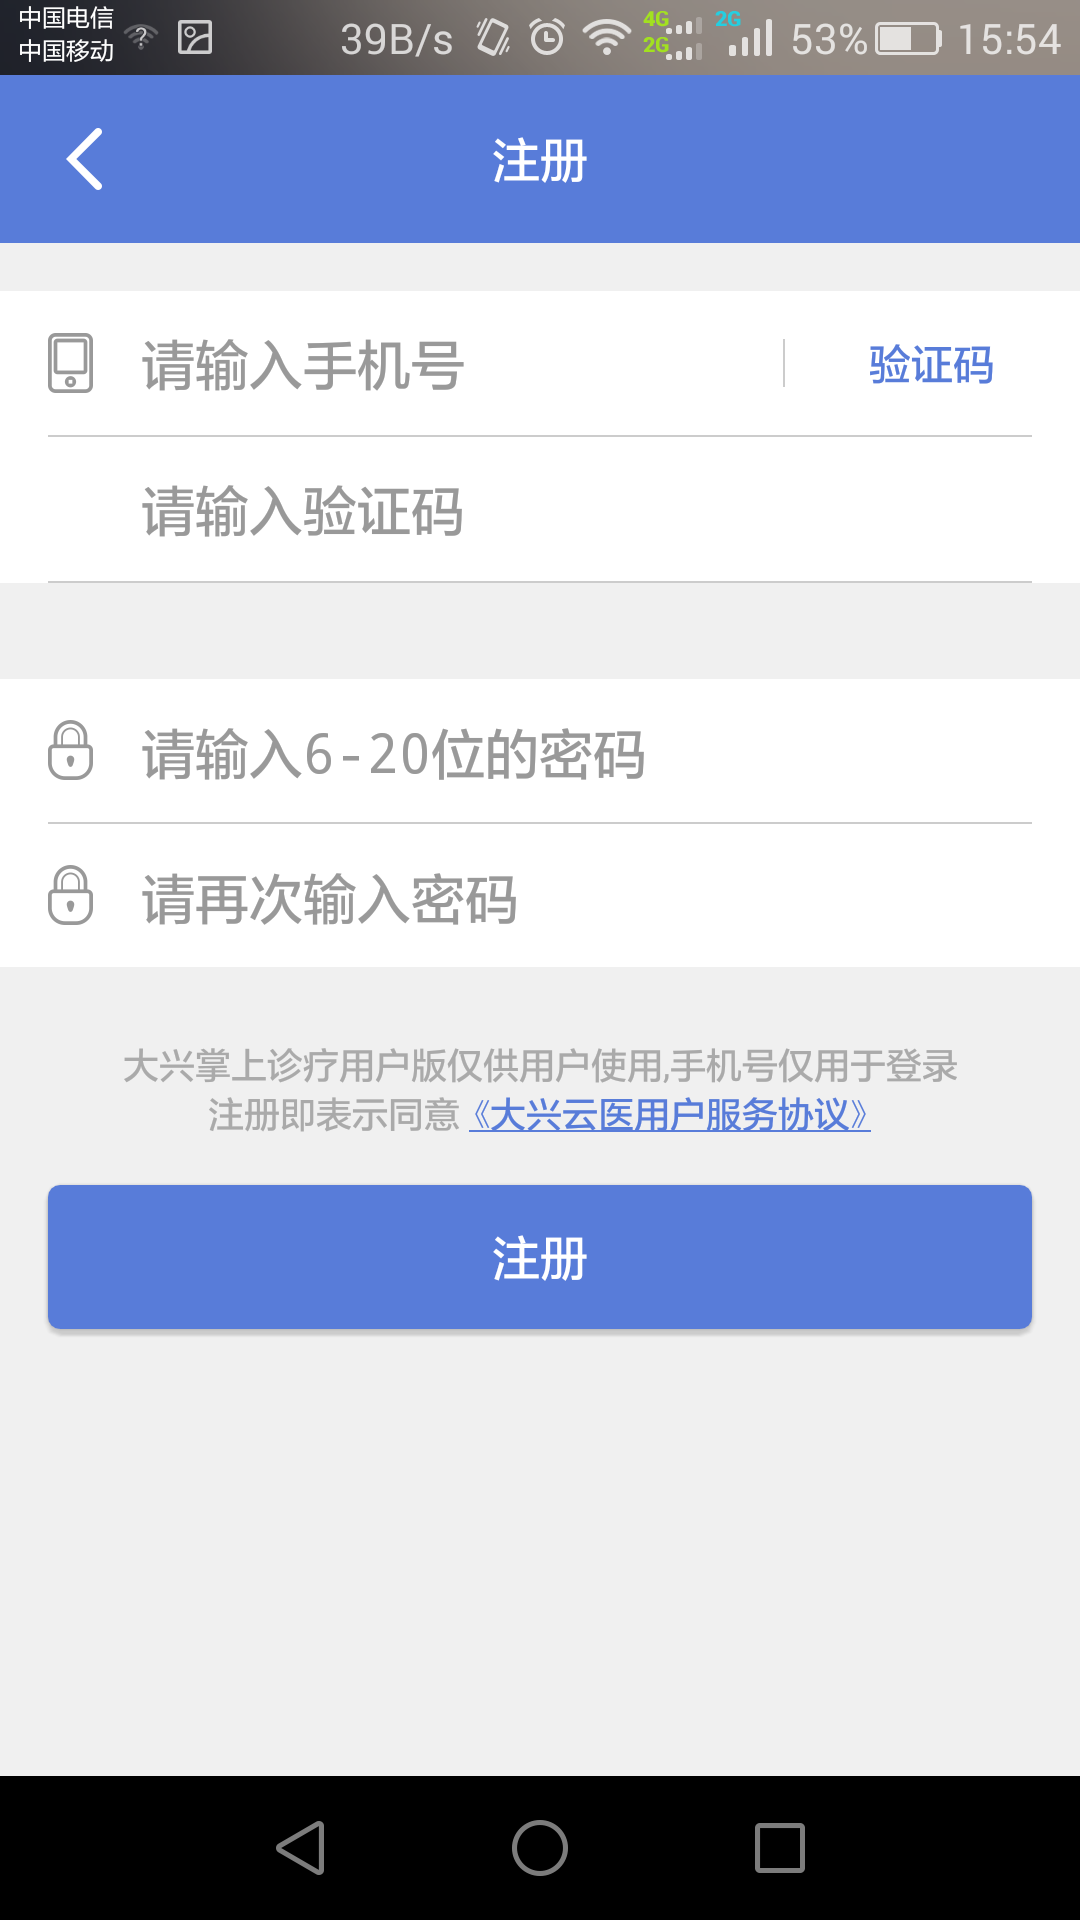 中国电信
中国移动
39B/s
4G
2G
2G
53%
15:54
注册
请输入手机号
验证码
请输入验证码
请输入6-20位的密码
请再次输入密码
大兴掌上诊疗用户版仅供用户使用,手机号仅用于登录
注册即表示同意《大兴云医用户服务协议》
注册